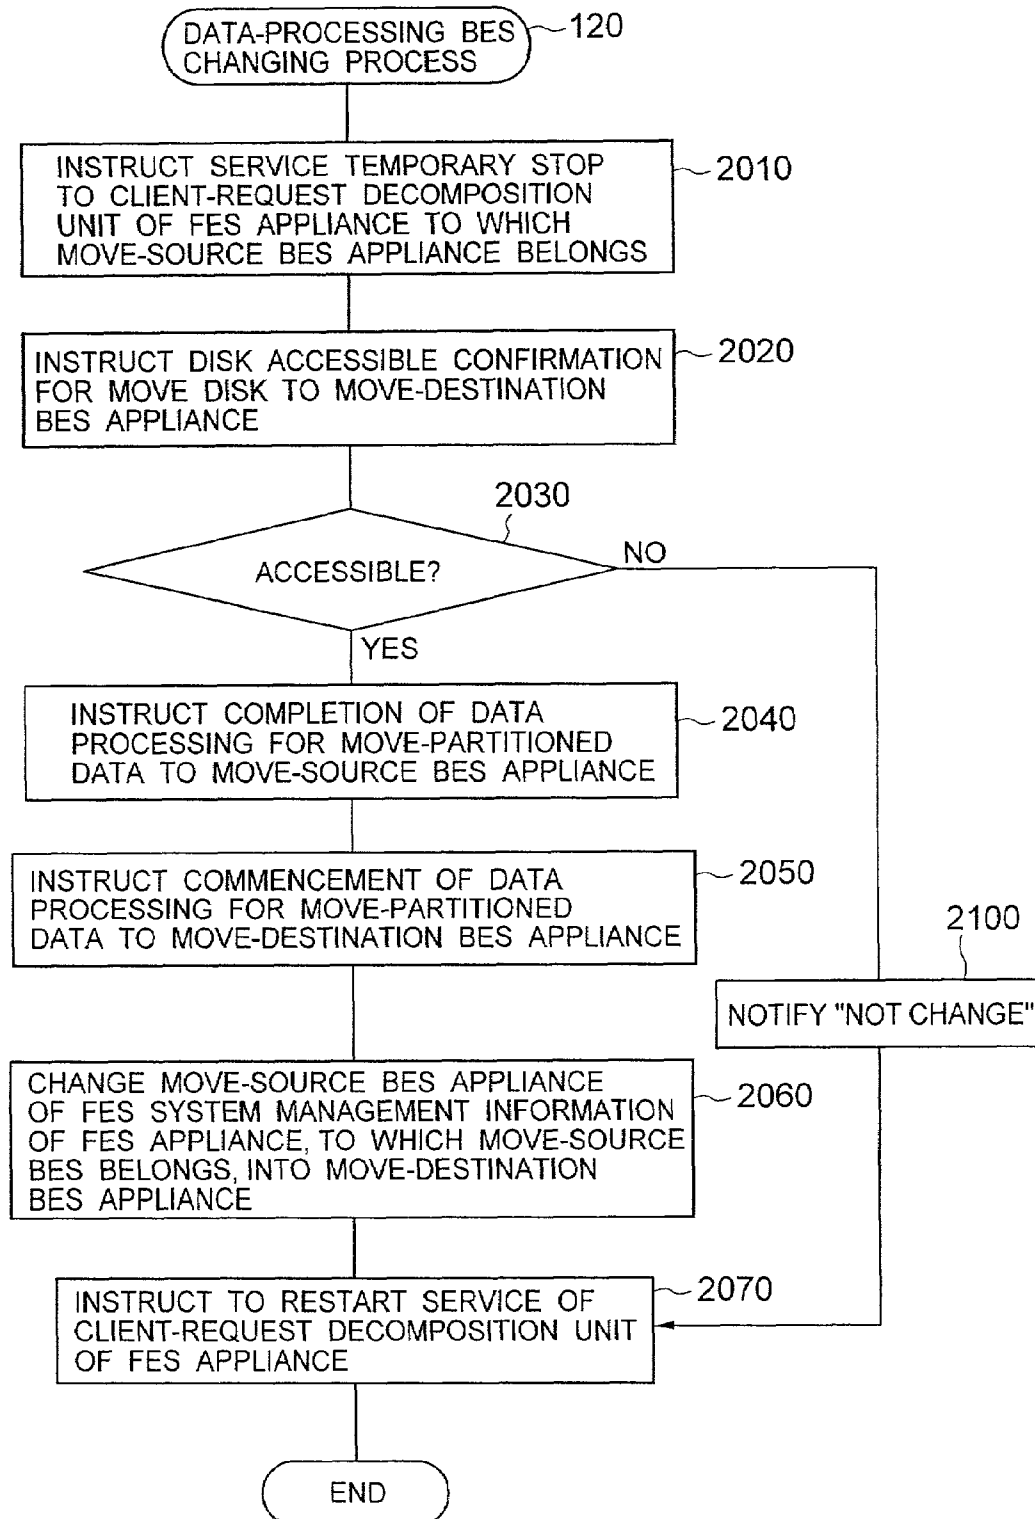 DATA-PROCESSING BES
CHANGING PROCESS
120
INSTRUCT SERVICE TEMPORARY STOP
TO CLIENT-REQUEST DECOMPOSITION
UNIT OF FES APPLIANCE TO WHICH
MOVE-SOURCE BES APPLIANCE BELONGS
2010
INSTRUCT DISK ACCESSIBLE CONFIRMATION
FOR MOVE DISK TO MOVE-DESTINATION
BES APPLIANCE
2020
2030
ACCESSIBLE?
NO
YES
INSTRUCT COMPLETION OF DATA
PROCESSING FOR MOVE-PARTITIONED
DATA TO MOVE-SOURCE BES APPLIANCE
2040
INSTRUCT COMMENCEMENT OF DATA
PROCESSING FOR MOVE-PARTITIONED
DATA TO MOVE-DESTINATION BES APPLIANCE
2050
2100
NOTIFY "NOT CHANGE"
CHANGE MOVE-SOURCE BES APPLIANCE
OF FES SYSTEM MANAGEMENT INFORMATION
OF FES APPLIANCE, TO WHICH MOVE-SOURCE
BES BELONGS, INTO MOVE-DESTINATION
BES APPLIANCE
2060
INSTRUCT TO RESTART SERVICE OF
CLIENT-REQUEST DECOMPOSITION UNIT
OF FES APPLIANCE
2070
END